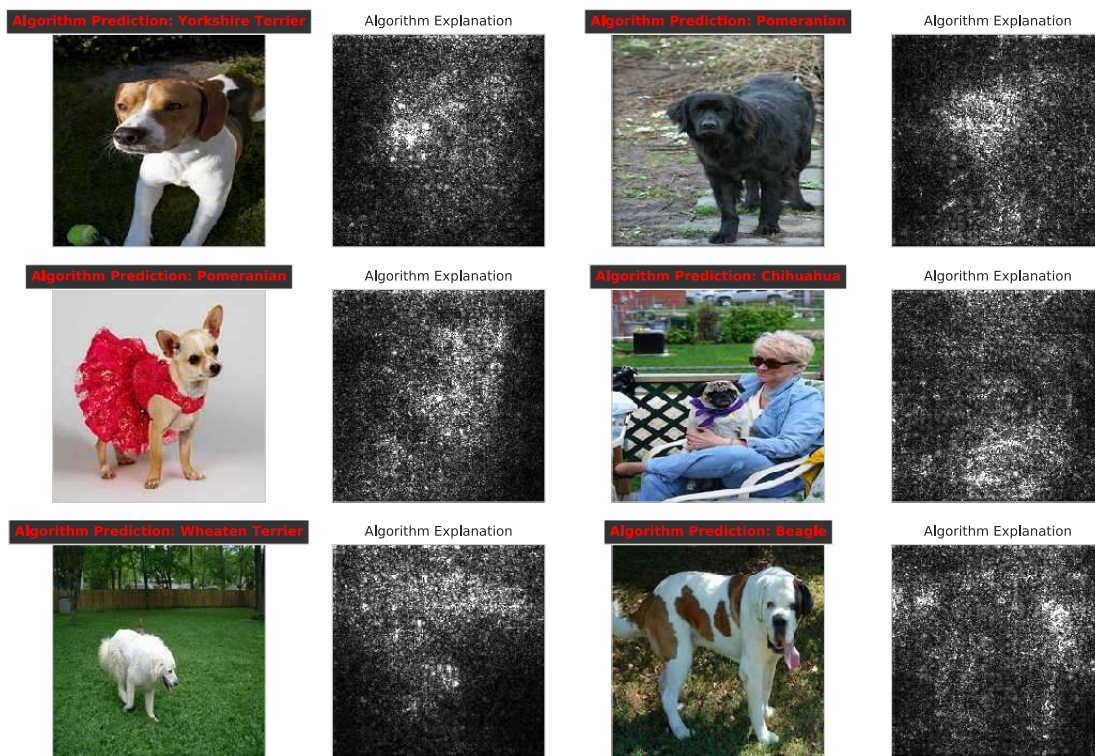 Algorithm Prediction: Yorkshire Terrier
Algorithm Explanation
Algorithm Prediction: Pomeranian
Algorithm Explanation
Algorithm Prediction: Pomeranian
Algorithm Explanation
Algorithm Prediction: Chihuahua
Algorithm Explanation
Algorithm Prediction: Wheaten Terrier
Algorithm Explanation
Algorithm Prediction: Beagle
Algorithm Explanation